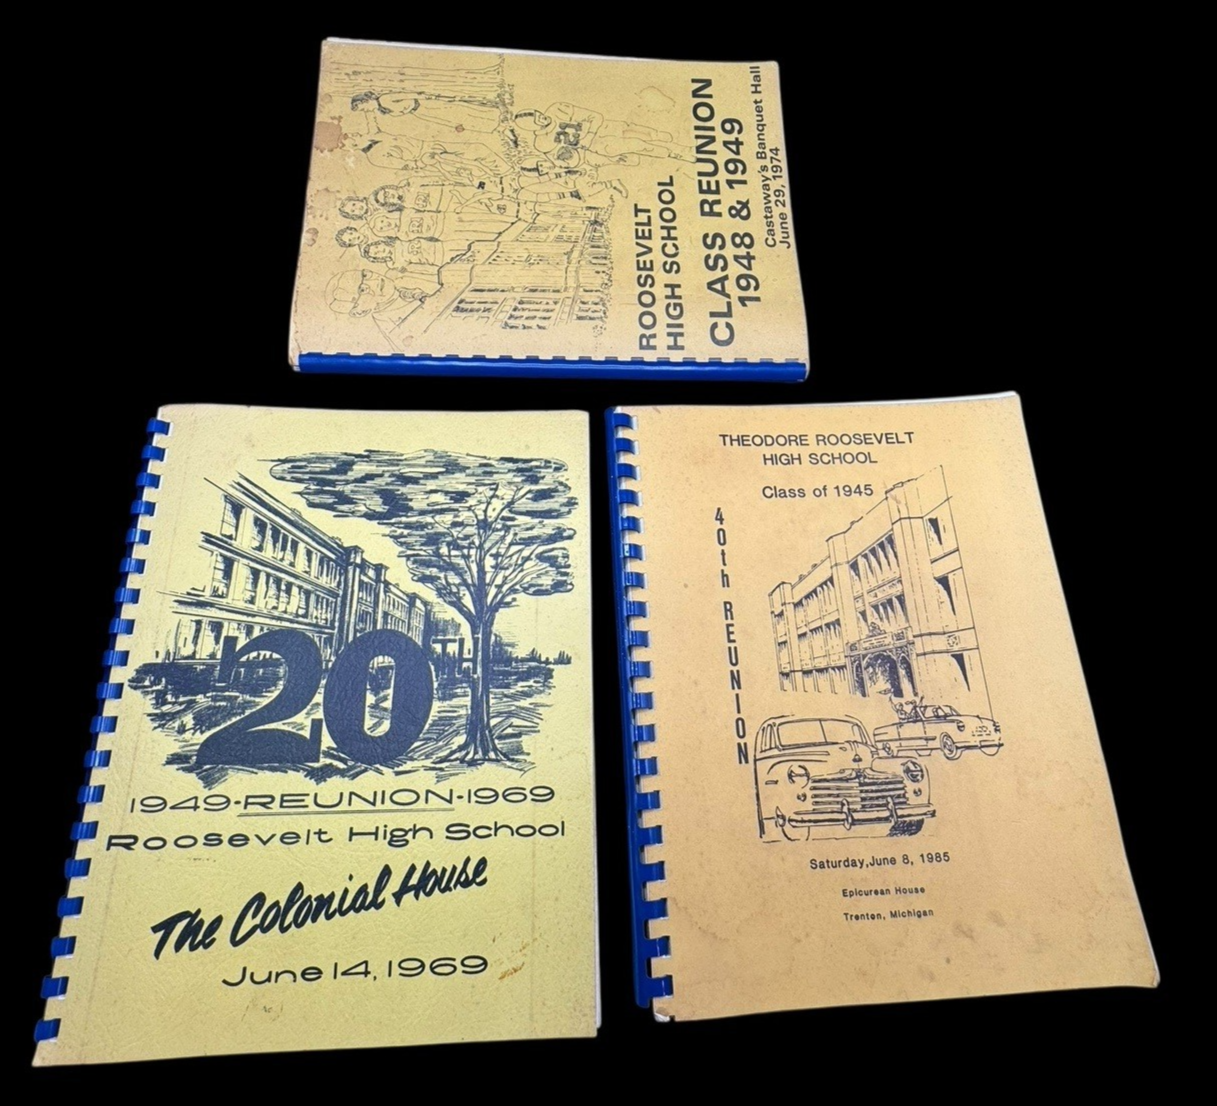 ROOSEVELT
HIGH SCHOOL
CLASS REUNION
1948 & 1949
Castaway's Banquet Hall
June 29, 1974
21
R
20TH
1949-REUNION-1969
Roosevelt High School
The Colonial House
June 14, 1969
THEODORE ROOSEVELT
HIGH SCHOOL
Class of 1945
40th REUNION
Saturday, June 8, 1985
Epicurean House
Trenton, Michigan